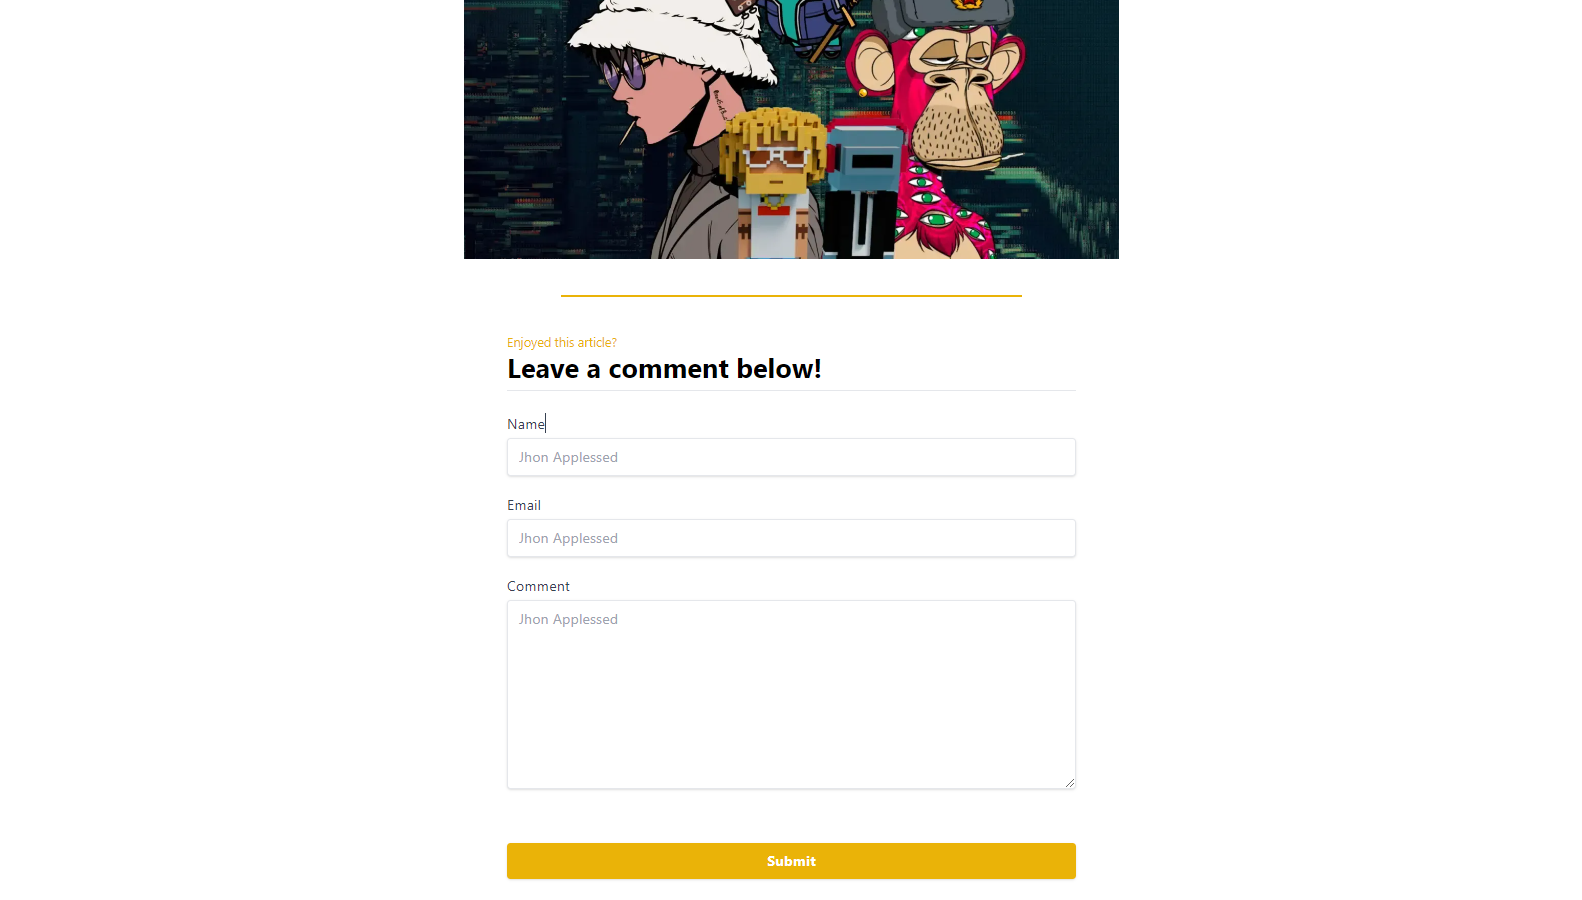 Enjoyed this article?
Leave a comment below!
Name
Jhon Applessed
Email
Jhon Applessed
Comment
Jhon Applessed
Submit